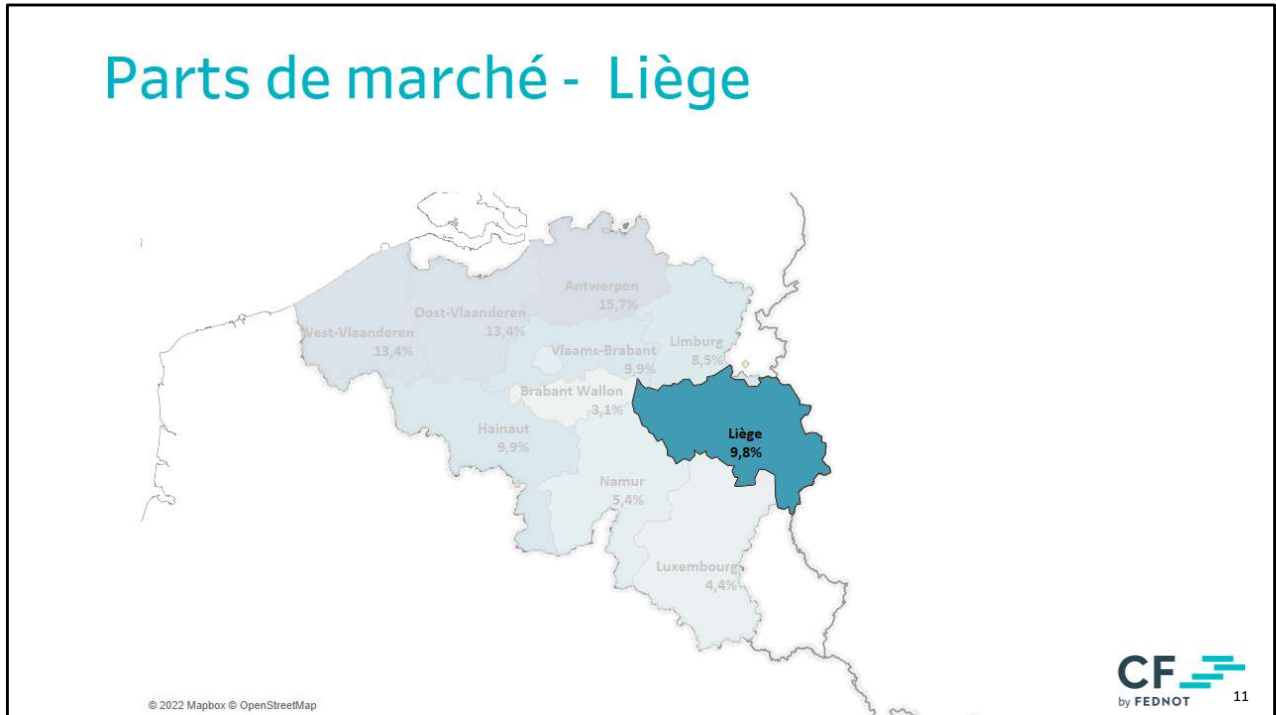 Parts de marché - Liège
Antwerpen
15,7%
Oost-Vlaanderen
13,4%
West-Vlaanderen
13,4%
Vlaams-Brabant
9,9%
Limburg
8,5%
Brabant Wallon
3,1%
Hainaut
9,9%
Liège
9,8%
Namur
5,4%
Luxembourg
4,4%
© 2022 Mapbox © OpenStreetMap
CF
by FEDNOT
11